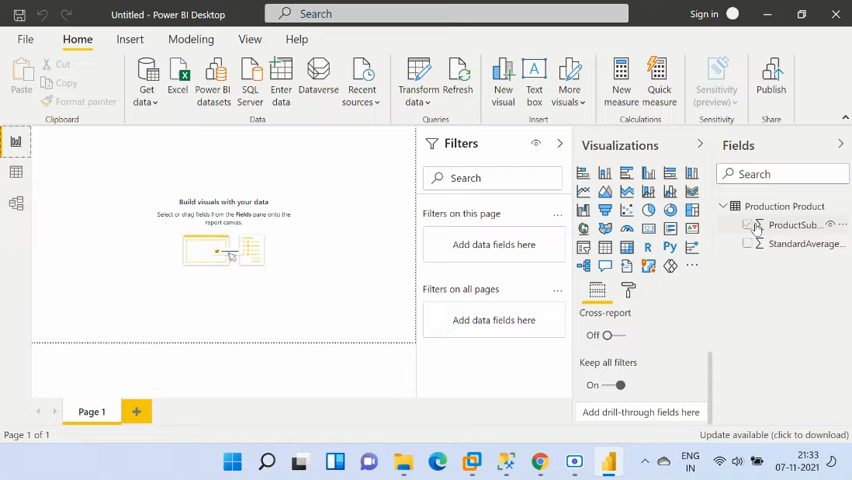 Untitled - Power BI Desktop
Search
Sign in
File
Home
Insert
Modeling
View
Help
Paste
Cut
Copy
Format painter
Get data
Excel
Power BI datasets
SQL Server
Enter data
Dataverse
Recent sources
Transform data
Refresh
New visual
Text box
More visuals
New measure
Quick measure
Sensitivity (preview)
Publish
Clipboard
Data
Queries
Insert
Calculations
Sensitivity
Share
Build visuals with your data
Select or drag fields from the Fields pane onto the
report canvas.
Filters
Search
Filters on this page
...
Add data fields here
Filters on all pages
...
Add data fields here
Visualizations
R
Py
Cross-report
Off
Keep all filters
On
Add drill-through fields here
Fields
Search
Production Product
ProductSub...
StandardAverage...
Page 1
Page 1 of 1
Update available (click to download)
ENG
IN
21:33
07-11-2021